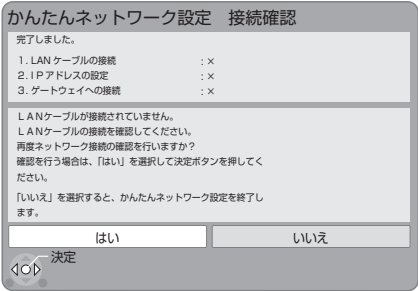 かんたんネットワーク設定　接続確認
完了しました。
1. LAN ケーブルの接続　：×
2. IPアドレスの設定　：×
3. ゲートウェイへの接続　：×
ＬＡＮケーブルが接続されていません。
ＬＡＮケーブルの接続を確認してください。
再度ネットワーク接続の確認を行いますか？
確認を行う場合は、「はい」を選択して決定ボタンを押してく
ださい。
「いいえ」を選択すると、かんたんネットワーク設定を終了し
ます。
はい　いいえ
決定